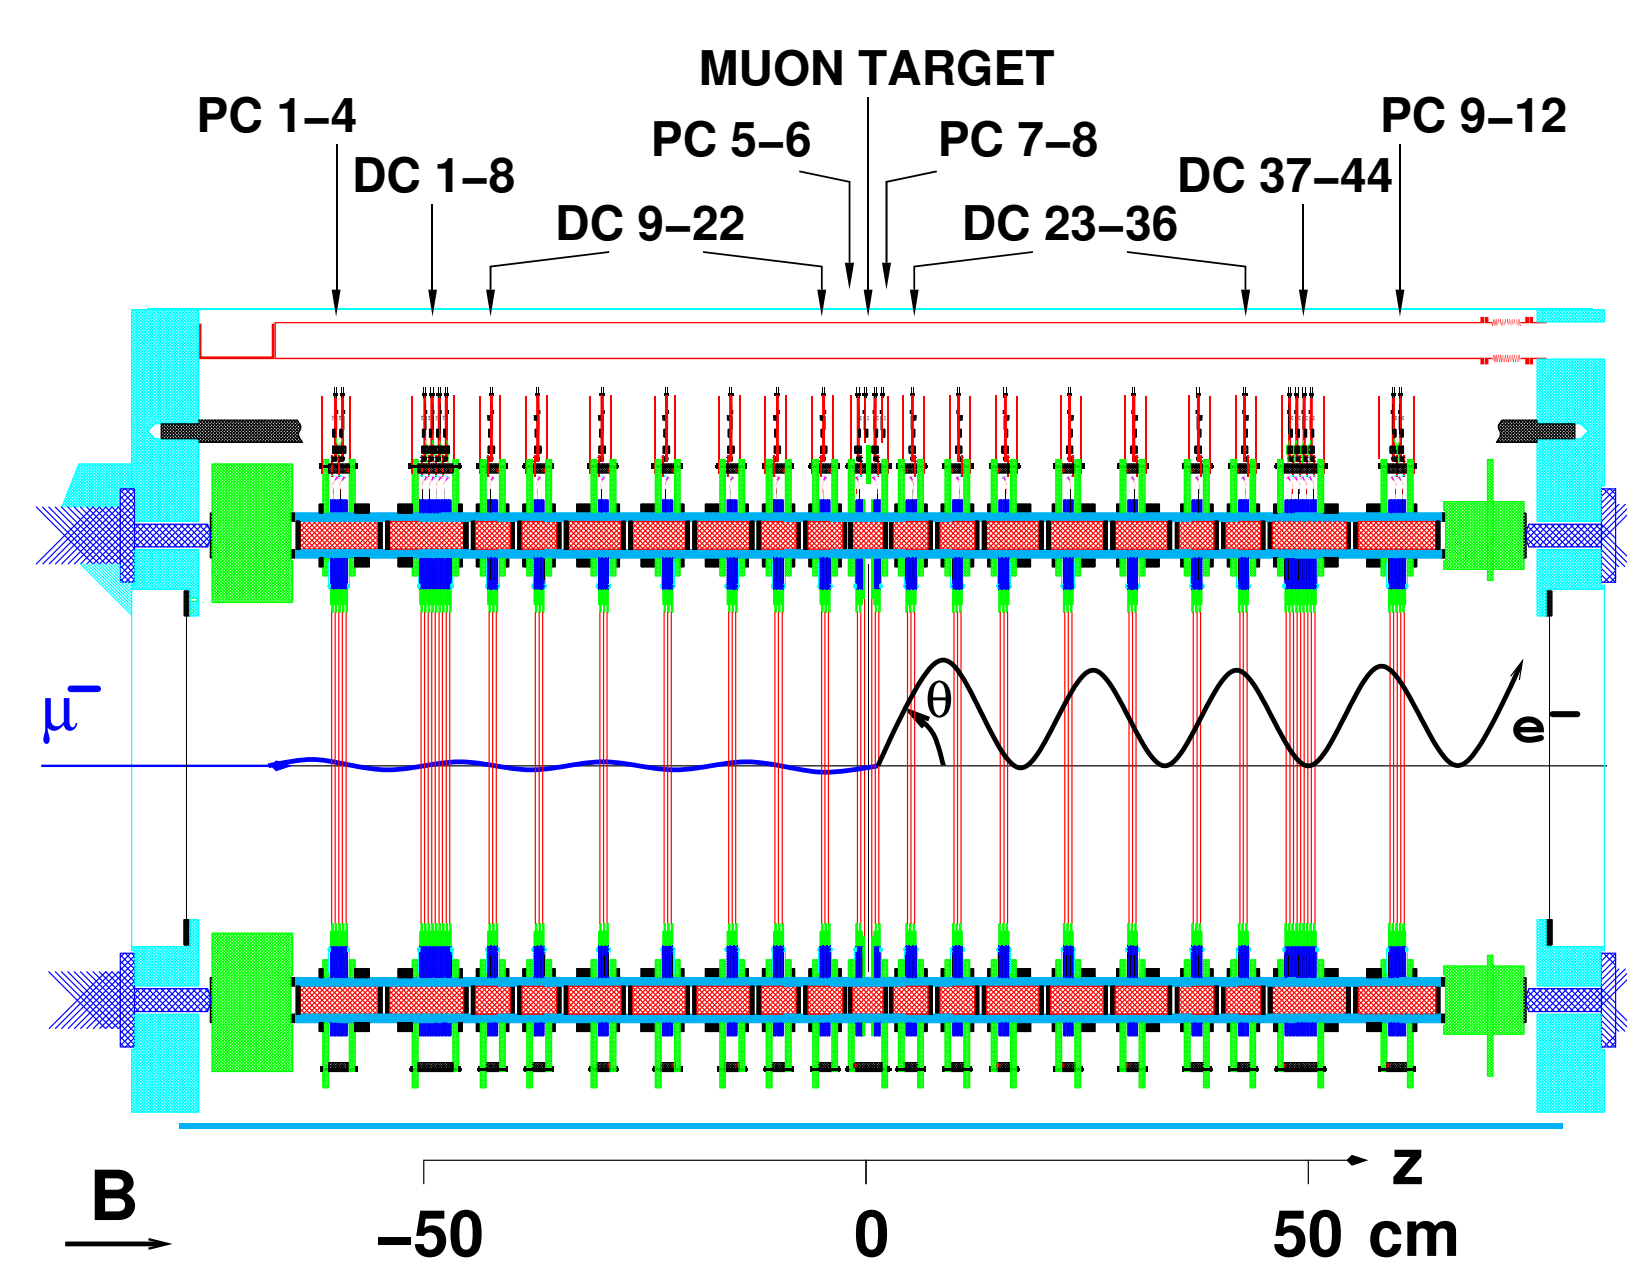 MUON TARGET
PC 1–4
PC 9–12
PC 5–6
PC 7–8
DC 1–8
DC 37–44
DC 9–22
DC 23–36
θ
μ−
e−
z
B
−50
0
50 cm